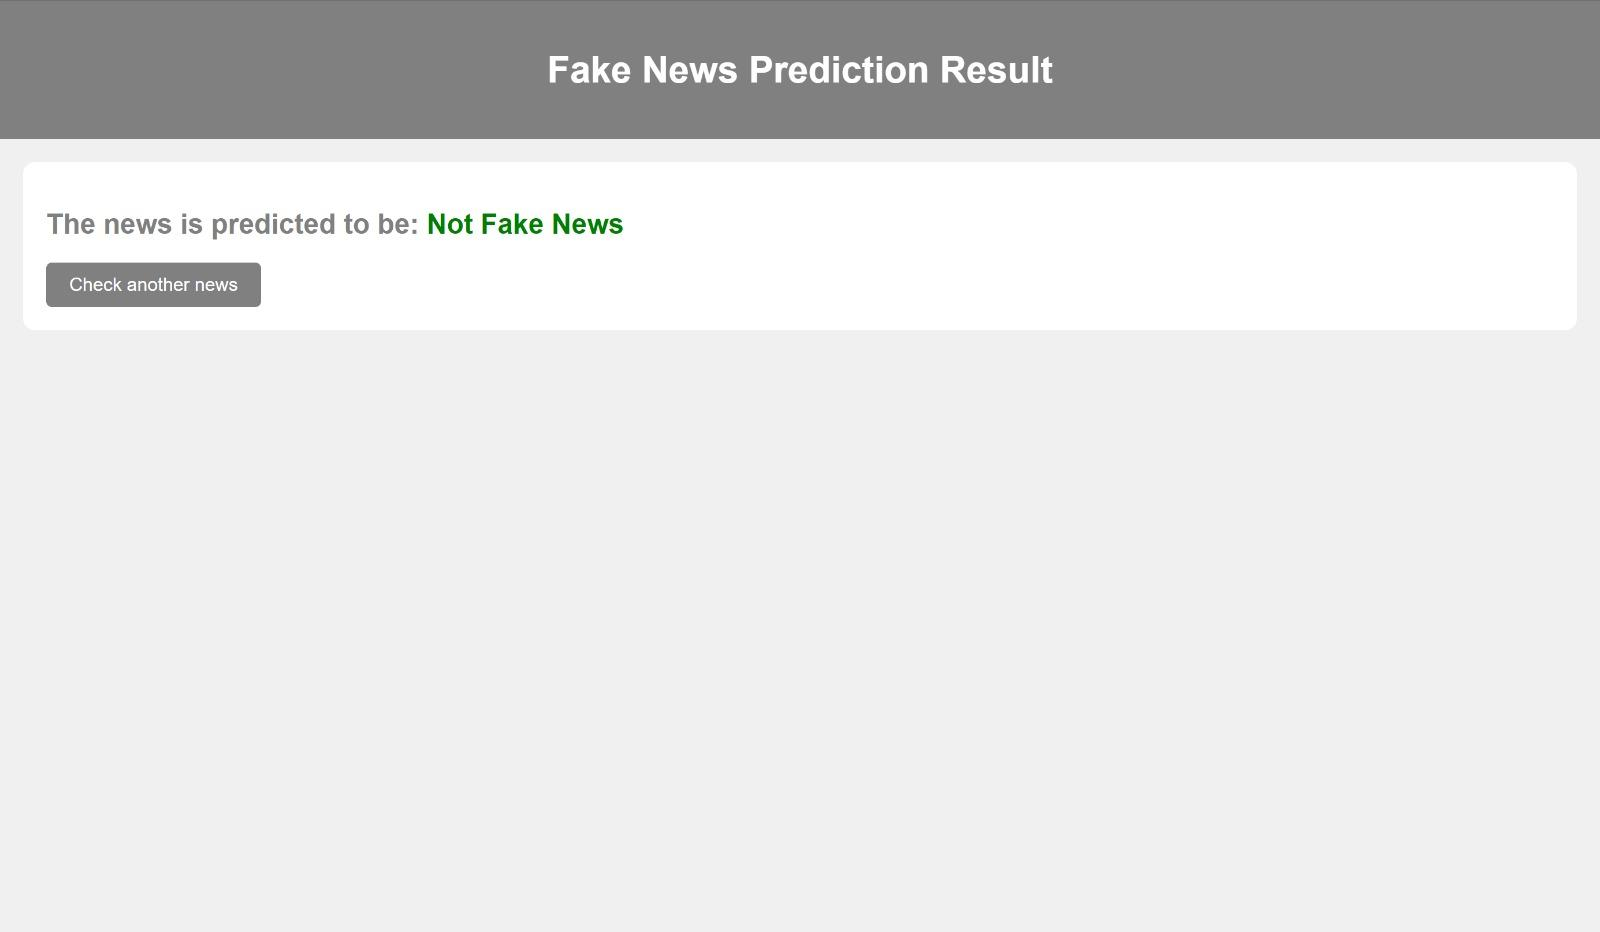 Fake News Prediction Result
The news is predicted to be: Not Fake News
Check another news